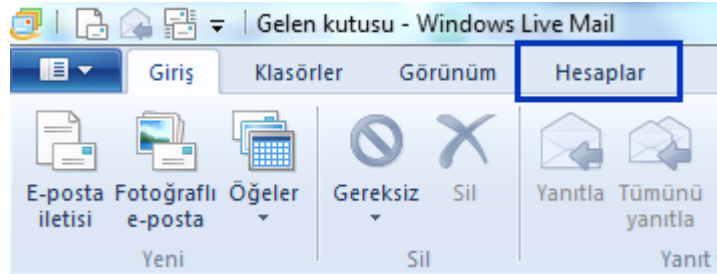 Gelen kutusu - Windows Live Mail
Giriş Klasörler Görünüm Hesaplar
E-posta iletisi
Fotoğraflı e-posta
Öğeler
Gereksiz
Sil
Yanıtla
Tümünü yanıtla
Yeni
Sil
Yanıt